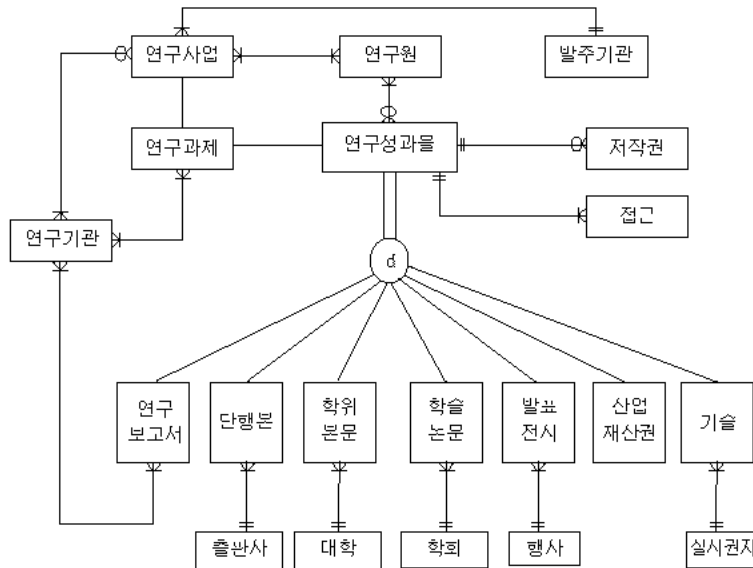 연구사업
연구원
발주기관
연구과제
연구성과물
저작권
접근
연구기관
d
연구
보고서
단행본
학위
본문
학술
논문
발표
전시
산업
재산권
기술
출판사
대학
학회
행사
실시권자